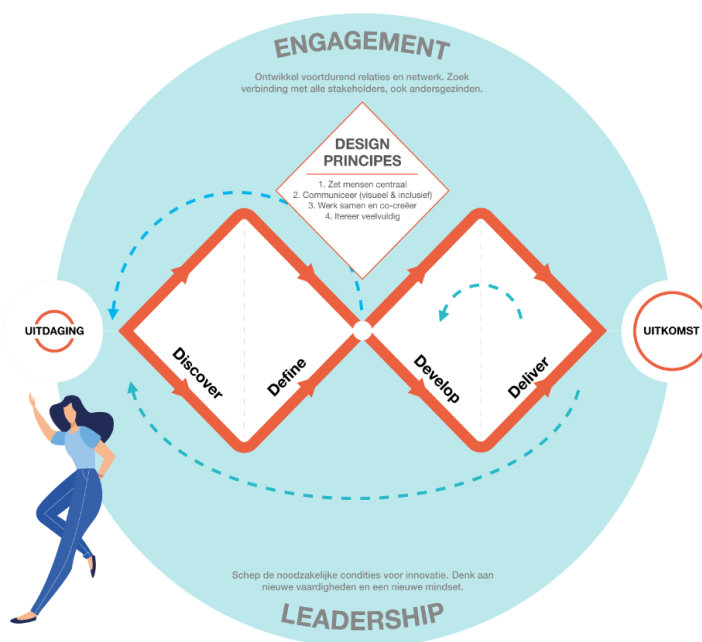 ENGAGEMENT
Ontwikkel voortdurend relaties en netwerk. Zoek
verbinding met alle stakeholders, ook andersgezinden.
DESIGN
PRINCIPES
1. Zet mensen centraal
2. Communiceer (visueel & inclusief)
3. Werk samen en co-creëer
4. Itereer veelvuldig
UITDAGING
UITKOMST
Discover
Define
Develop
Deliver
Schep de noodzakelijke condities voor innovatie. Denk aan
nieuwe vaardigheden en een nieuwe mindset.
LEADERSHIP